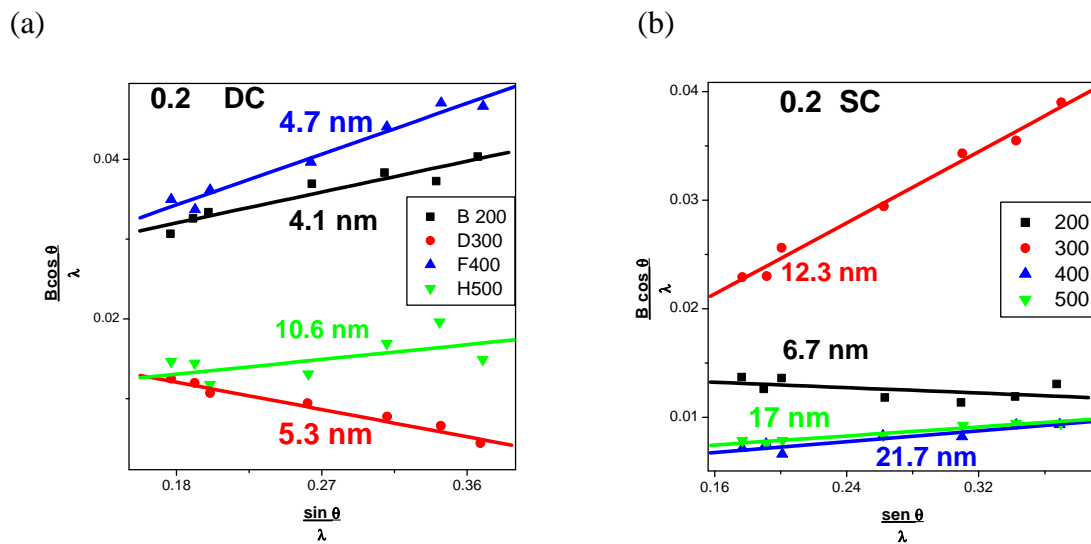 (a)
0.2 DC
4.7 nm
4.1 nm
10.6 nm
5.3 nm
B 200
D300
F400
H500
0.04
0.02
0.18 0.27 0.36
B cos θ
λ
sin θ
λ
(b)
0.2 SC
12.3 nm
6.7 nm
17 nm
21.7 nm
200
300
400
500
0.04
0.03
0.02
0.01
0.16 0.24 0.32
B cos θ
λ
sen θ
λ